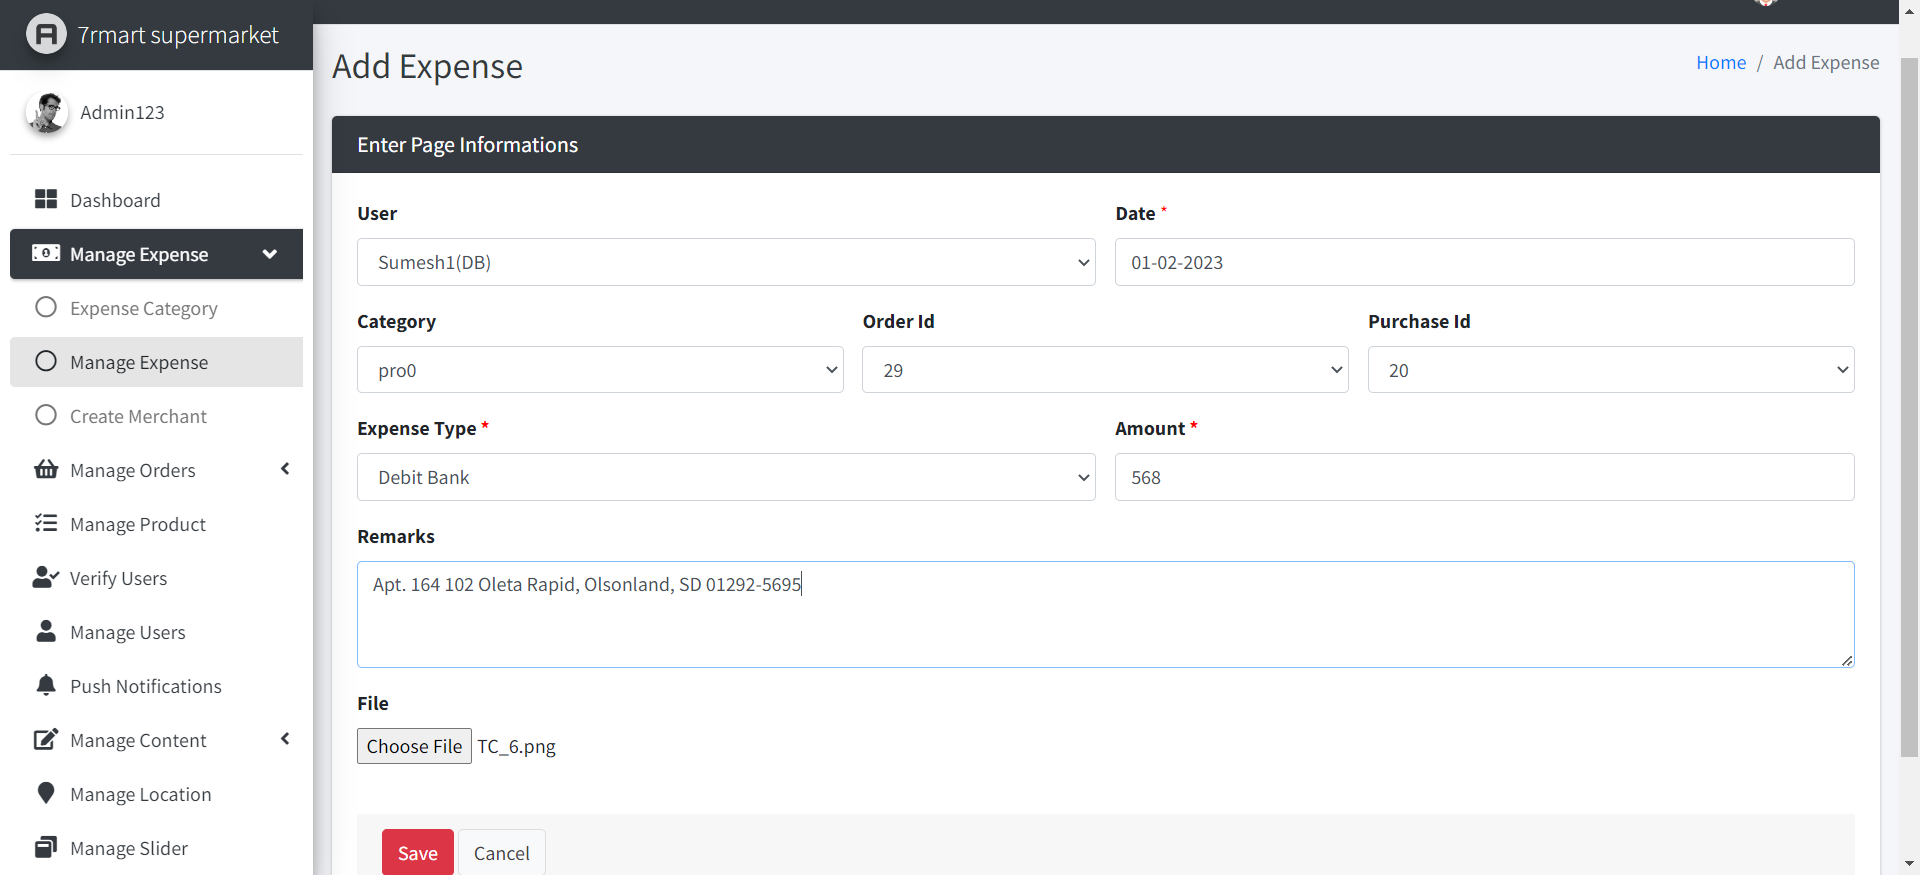 7rmart supermarket
Admin123
Dashboard
Manage Expense
Expense Category
Manage Expense
Create Merchant
Manage Orders
Manage Product
Verify Users
Manage Users
Push Notifications
Manage Content
Manage Location
Manage Slider
Add Expense
Home / Add Expense
Enter Page Informations
User
Date *
Sumesh1(DB)
01-02-2023
Category
Order Id
Purchase Id
pro0
29
20
Expense Type *
Amount *
Debit Bank
568
Remarks
Apt. 164 102 Oleta Rapid, Olsonland, SD 01292-5695
File
Choose File TC_6.png
Save Cancel